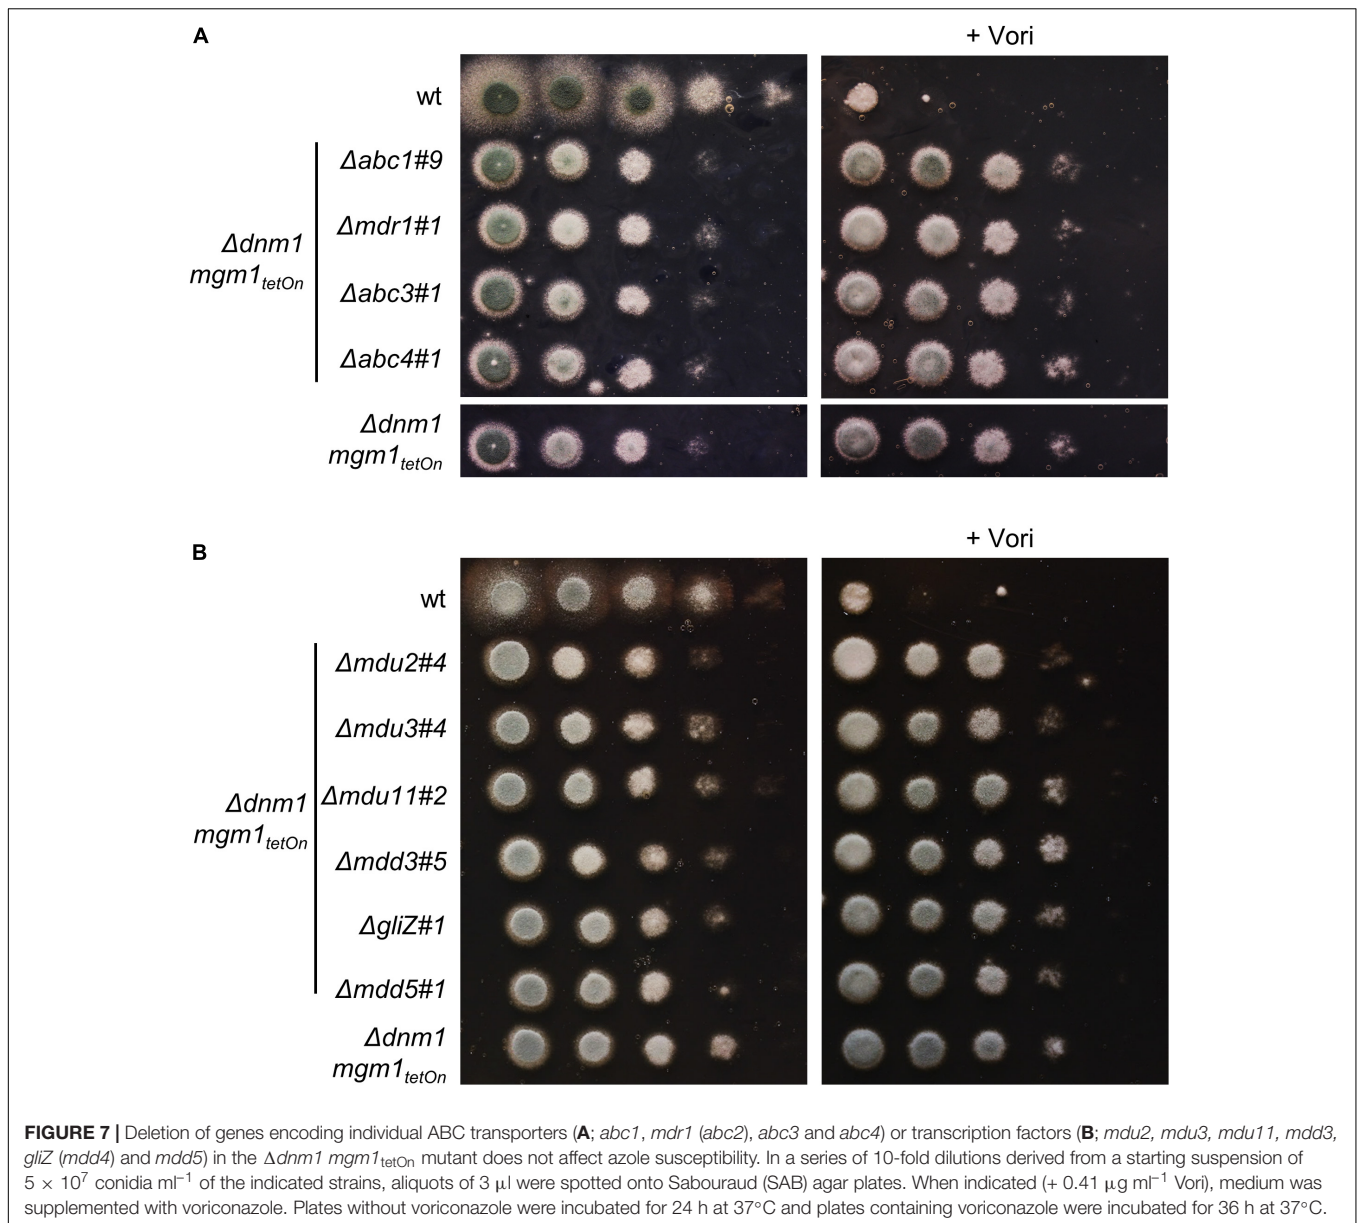 A
+ Vori
wt
Δabc1#9
Δmdr1#1
Δabc3#1
Δabc4#1
Δdnm1
mgm1tetOn
Δdnm1
mgm1tetOn
B
+ Vori
wt
Δmdu2#4
Δmdu3#4
Δmdu11#2
Δmdd3#5
ΔgliZ#1
Δmdd5#1
Δdnm1
mgm1tetOn
Δdnm1
mgm1tetOn
FIGURE 7 | Deletion of genes encoding individual ABC transporters (A; abc1, mdr1 (abc2), abc3 and abc4) or transcription factors (B; mdu2, mdu3, mdu11, mdd3,
gliZ (mdd4) and mdd5) in the Δdnm1 mgm1tetOn mutant does not affect azole susceptibility. In a series of 10-fold dilutions derived from a starting suspension of
5 × 10⁷ conidia ml⁻¹ of the indicated strains, aliquots of 3 μl were spotted onto Sabouraud (SAB) agar plates. When indicated (+ 0.41 μg ml⁻¹ Vori), medium was
supplemented with voriconazole. Plates without voriconazole were incubated for 24 h at 37°C and plates containing voriconazole were incubated for 36 h at 37°C.